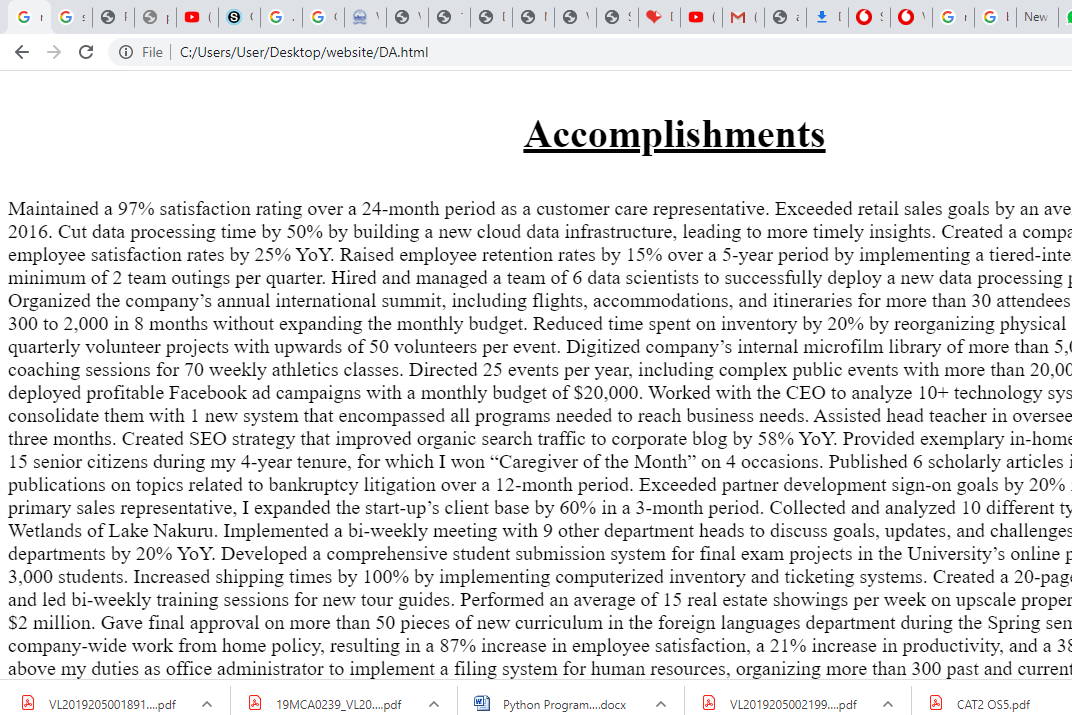 New
File
C:/Users/User/Desktop/website/DA.html
Accomplishments
Maintained a 97% satisfaction rating over a 24-month period as a customer care representative. Exceeded retail sales goals by an ave
2016. Cut data processing time by 50% by building a new cloud data infrastructure, leading to more timely insights. Created a compa
employee satisfaction rates by 25% YoY. Raised employee retention rates by 15% over a 5-year period by implementing a tiered-inte
minimum of 2 team outings per quarter. Hired and managed a team of 6 data scientists to successfully deploy a new data processing p
Organized the company’s annual international summit, including flights, accommodations, and itineraries for more than 30 attendees
300 to 2,000 in 8 months without expanding the monthly budget. Reduced time spent on inventory by 20% by reorganizing physical
quarterly volunteer projects with upwards of 50 volunteers per event. Digitized company’s internal microfilm library of more than 5,0
coaching sessions for 70 weekly athletics classes. Directed 25 events per year, including complex public events with more than 20,00
deployed profitable Facebook ad campaigns with a monthly budget of $20,000. Worked with the CEO to analyze 10+ technology sys
consolidate them with 1 new system that encompassed all programs needed to reach business needs. Assisted head teacher in oversee
three months. Created SEO strategy that improved organic search traffic to corporate blog by 58% YoY. Provided exemplary in-home
15 senior citizens during my 4-year tenure, for which I won “Caregiver of the Month” on 4 occasions. Published 6 scholarly articles i
publications on topics related to bankruptcy litigation over a 12-month period. Exceeded partner development sign-on goals by 20%
primary sales representative, I expanded the start-up’s client base by 60% in a 3-month period. Collected and analyzed 10 different ty
Wetlands of Lake Nakuru. Implemented a bi-weekly meeting with 9 other department heads to discuss goals, updates, and challenges
departments by 20% YoY. Developed a comprehensive student submission system for final exam projects in the University’s online p
3,000 students. Increased shipping times by 100% by implementing computerized inventory and ticketing systems. Created a 20-page
and led bi-weekly training sessions for new tour guides. Performed an average of 15 real estate showings per week on upscale proper
$2 million. Gave final approval on more than 50 pieces of new curriculum in the foreign languages department during the Spring sem
company-wide work from home policy, resulting in a 87% increase in employee satisfaction, a 21% increase in productivity, and a 38
above my duties as office administrator to implement a filing system for human resources, organizing more than 300 past and current
VL2019205001891....pdf
19MCA0239_VL20....pdf
Python Program....docx
VL2019205002199....pdf
CAT2 OS5.pdf